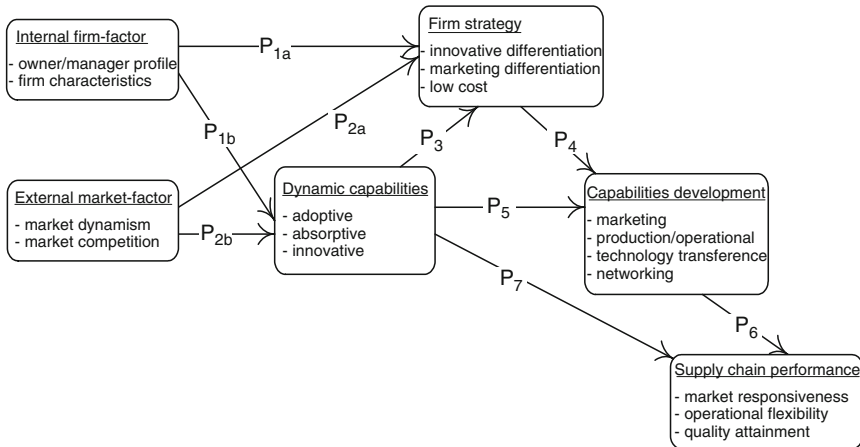 Internal firm-factor
- owner/manager profile
- firm characteristics
P1a
Firm strategy
- innovative differentiation
- marketing differentiation
- low cost
P1b
P2a
P3
P4
External market-factor
- market dynamism
- market competition
P2b
Dynamic capabilities
- adoptive
- absorptive
- innovative
P5
Capabilities development
- marketing
- production/operational
- technology transference
- networking
P7
P6
Supply chain performance
- market responsiveness
- operational flexibility
- quality attainment